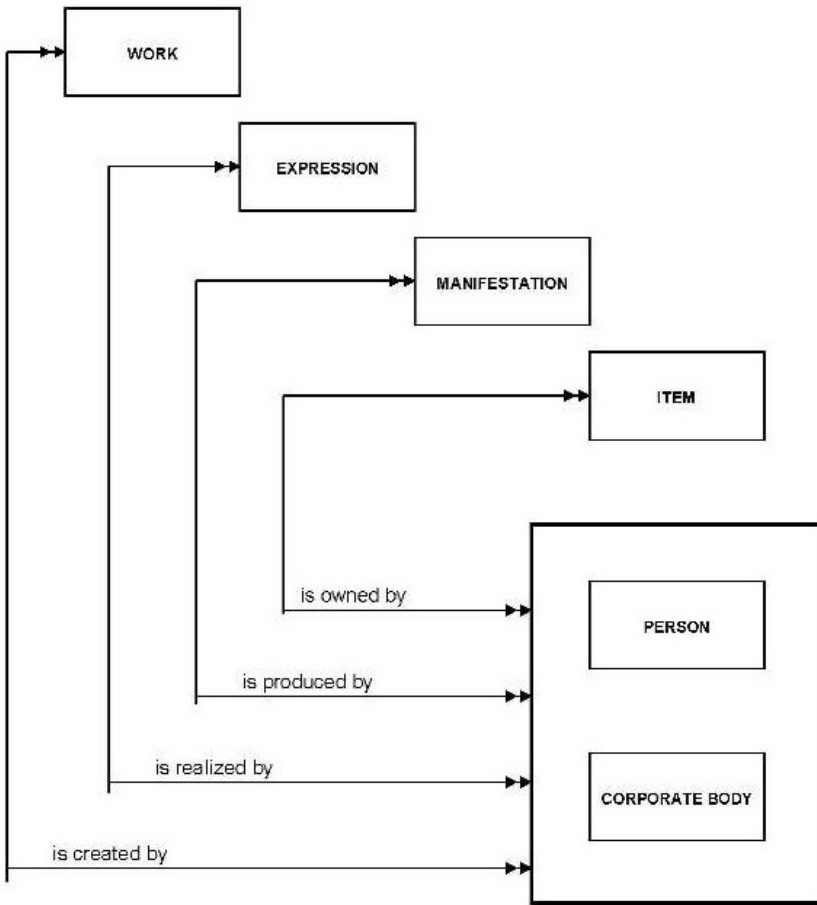 WORK
EXPRESSION
MANIFESTATION
ITEM
is owned by
PERSON
is produced by
is realized by
CORPORATE BODY
is created by